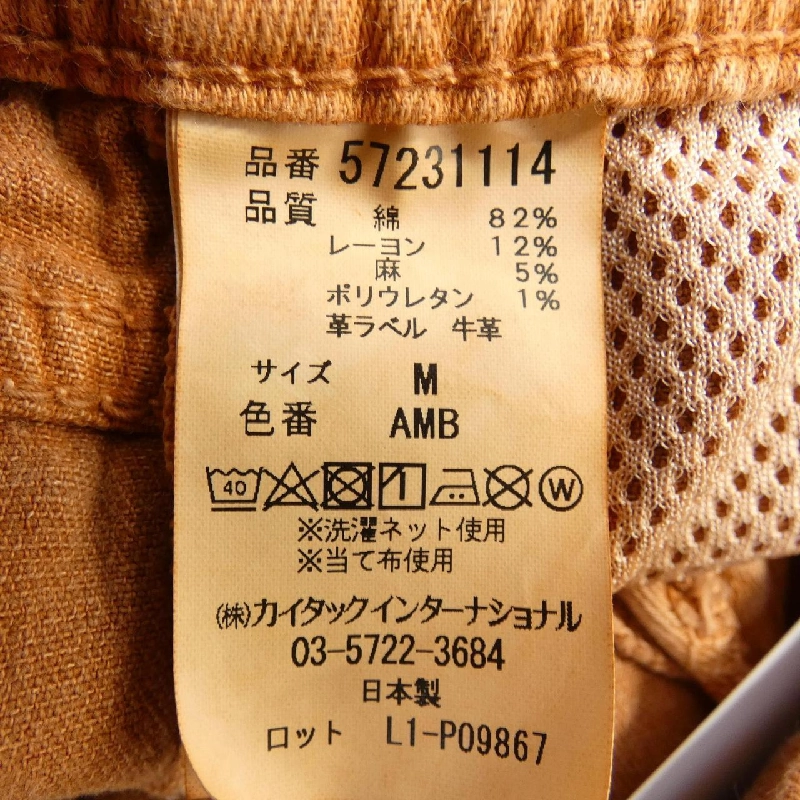 品番 57231114
品質 綿 82%
レーヨン 12%
麻 5%
ポリウレタン 1%
革ラベル 牛革
サイズ M
色番 AMB
40 W
※洗濯ネット使用
※当て布使用
㈱カイタックインターナショナル
03-5722-3684
日本製
ロット L1-P09867